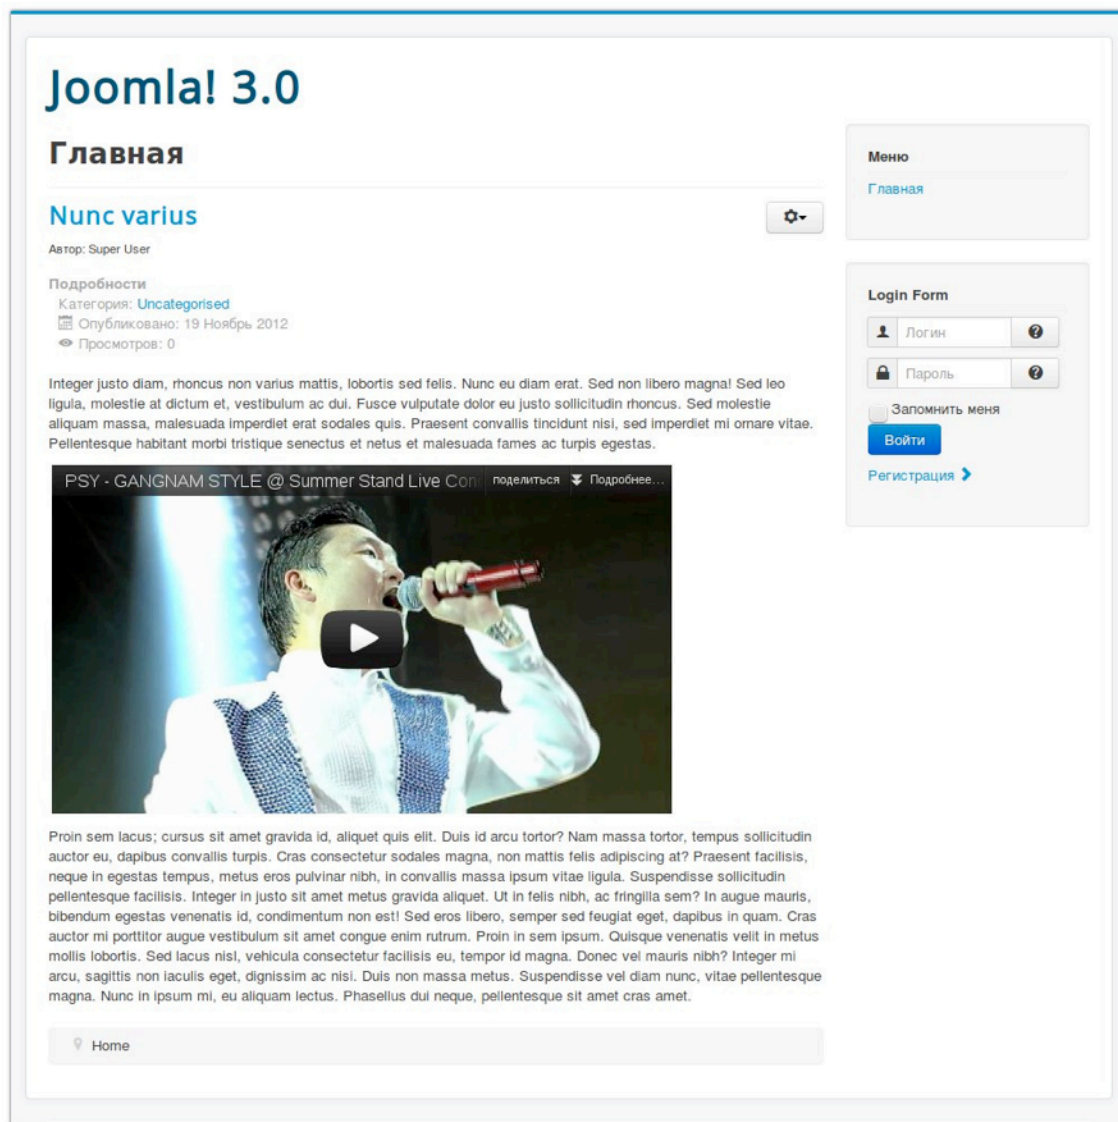 Joomla! 3.0
Главная
Nunc varius
Автор: Super User
Подробности
Категория: Uncategorised
Опубликовано: 19 Ноябрь 2012
Просмотров: 0
Integer justo diam, rhoncus non varius mattis, lobortis sed felis. Nunc eu diam erat. Sed non libero magna! Sed leo
ligula, molestie at dictum et, vestibulum ac dui. Fusce vulputate dolor eu justo sollicitudin rhoncus. Sed molestie
aliquam massa, malesuada imperdiet erat sodales quis. Praesent convallis tincidunt nisi, sed imperdiet mi ornare vitae.
Pellentesque habitant morbi tristique senectus et netus et malesuada fames ac turpis egestas.
PSY - GANGNAM STYLE @ Summer Stand Live поделиться Подробнее...
Proin sem lacus; cursus sit amet gravida id, aliquet quis elit. Duis id arcu tortor? Nam massa tortor, tempus sollicitudin
auctor eu, dapibus convallis turpis. Cras consectetur sodales magna, non mattis felis adipiscing at? Praesent facilisis,
neque in egestas tempus, metus eros pulvinar nibh, in convallis massa ipsum vitae ligula. Suspendisse sollicitudin
pellentesque facilisis. Integer in justo sit amet metus gravida aliquet. Ut in felis nibh, ac fringilla sem? In augue mauris,
bibendum egestas venenatis id, condimentum non est! Sed eros libero, semper sed feugiat eget, dapibus in quam. Cras
auctor mi porttitor augue vestibulum sit amet congue enim rutrum. Proin in sem ipsum. Quisque venenatis velit in metus
mollis lobortis. Sed lacus nisl, vehicula consectetur facilisis eu, tempor id magna. Donec vel mauris nibh? Integer mi
arcu, sagittis non iaculis eget, dignissim ac nisi. Duis non massa metus. Suspendisse vel diam nunc, vitae pellentesque
magna. Nunc in ipsum mi, eu aliquam lectus. Phasellus dui neque, pellentesque sit amet cras amet.
Home
Меню
Главная
Login Form
Логин
Пароль
Запомнить меня
Войти
Регистрация